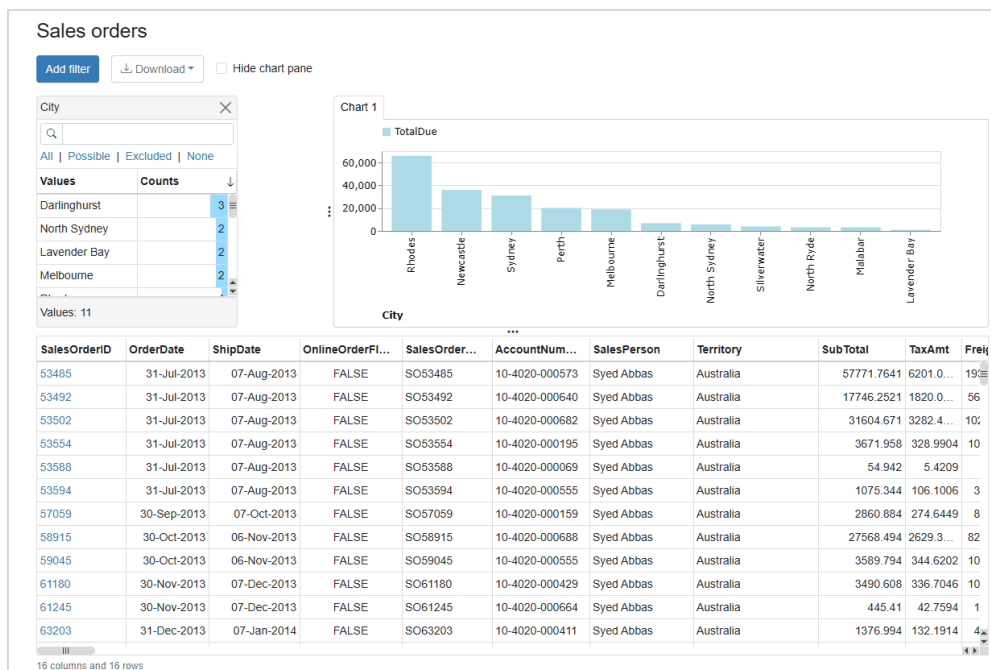 Sales orders
Add filter
Download
Hide chart pane
City
All | Possible | Excluded | None
Values Counts
Darlinghurst 3
North Sydney 2
Lavender Bay 2
Melbourne 2
Values: 11
Chart 1
TotalDue
60,000
40,000
20,000
0
Rhodes
Newcastle
Sydney
Perth
Melbourne
Darlinghurst
North Sydney
Silverwater
North Ryde
Malabar
Lavender Bay
City
SalesOrderID OrderDate ShipDate OnlineOrderFl... SalesOrder... AccountNum... SalesPerson Territory SubTotal TaxAmt Freig
53485 31-Jul-2013 07-Aug-2013 FALSE SO53485 10-4020-000573 Syed Abbas Australia 57771.7641 6201.0... 193
53492 31-Jul-2013 07-Aug-2013 FALSE SO53492 10-4020-000640 Syed Abbas Australia 17746.2521 1820.0... 56
53502 31-Jul-2013 07-Aug-2013 FALSE SO53502 10-4020-000682 Syed Abbas Australia 31604.671 3282.4... 102
53554 31-Jul-2013 07-Aug-2013 FALSE SO53554 10-4020-000195 Syed Abbas Australia 3671.958 328.9904 10
53588 31-Jul-2013 07-Aug-2013 FALSE SO53588 10-4020-000069 Syed Abbas Australia 54.942 5.4209
53594 31-Jul-2013 07-Aug-2013 FALSE SO53594 10-4020-000555 Syed Abbas Australia 1075.344 106.1006 3
57059 30-Sep-2013 07-Oct-2013 FALSE SO57059 10-4020-000159 Syed Abbas Australia 2860.884 274.6449 8
58915 30-Oct-2013 06-Nov-2013 FALSE SO58915 10-4020-000688 Syed Abbas Australia 27568.494 2629.3... 82
59045 30-Oct-2013 06-Nov-2013 FALSE SO59045 10-4020-000555 Syed Abbas Australia 3589.794 344.6202 10
61180 30-Nov-2013 07-Dec-2013 FALSE SO61180 10-4020-000429 Syed Abbas Australia 3490.608 336.7046 10
61245 30-Nov-2013 07-Dec-2013 FALSE SO61245 10-4020-000664 Syed Abbas Australia 445.41 42.7594 1
63203 31-Dec-2013 07-Jan-2014 FALSE SO63203 10-4020-000411 Syed Abbas Australia 1376.994 132.1914 4
16 columns and 16 rows